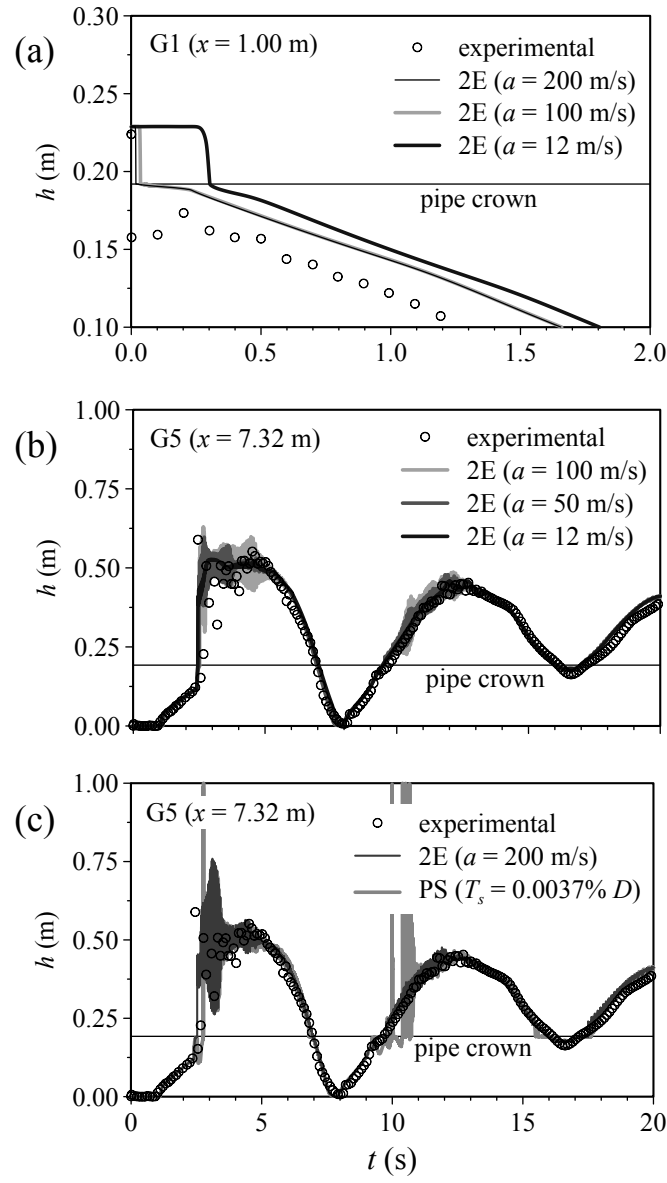 (a)
G1 (x = 1.00 m)
experimental
2E (a = 200 m/s)
2E (a = 100 m/s)
2E (a = 12 m/s)
pipe crown
h (m)
0.30
0.25
0.20
0.15
0.10
0.0
0.5
1.0
1.5
2.0
(b)
G5 (x = 7.32 m)
experimental
2E (a = 100 m/s)
2E (a = 50 m/s)
2E (a = 12 m/s)
pipe crown
h (m)
1.00
0.75
0.50
0.25
0.00
(c)
G5 (x = 7.32 m)
experimental
2E (a = 200 m/s)
PS (Ts = 0.0037% D)
pipe crown
h (m)
1.00
0.75
0.50
0.25
0.00
0
5
10
15
20
t (s)